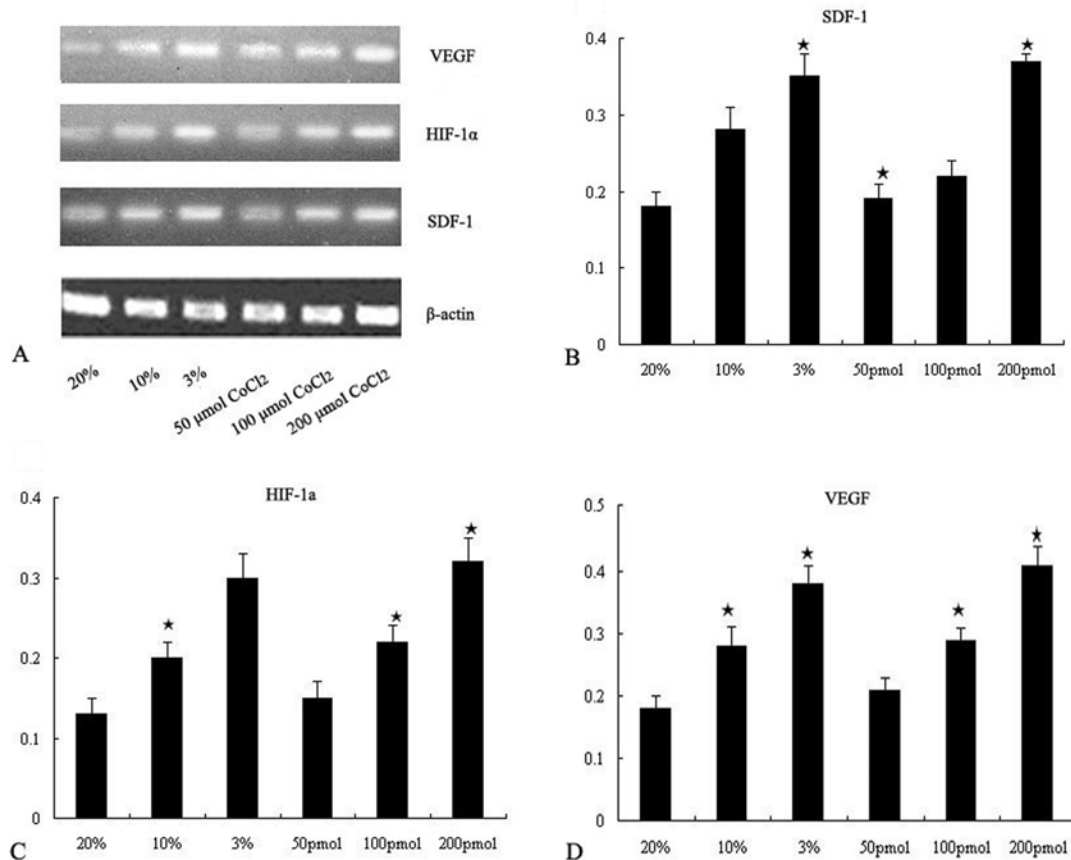 VEGF
HIF-1α
SDF-1
β-actin
A
20% 10% 3% 50 μmol CoCl2 100 μmol CoCl2 200 μmol CoCl2
SDF-1
0.4
0.3
0.2
0.1
0
20% 10% 3% 50pmol 100pmol 200pmol
B
HIF-1a
0.4
0.3
0.2
0.1
0
20% 10% 3% 50pmol 100pmol 200pmol
C
VEGF
0.5
0.4
0.3
0.2
0.1
0
20% 10% 3% 50pmol 100pmol 200pmol
D